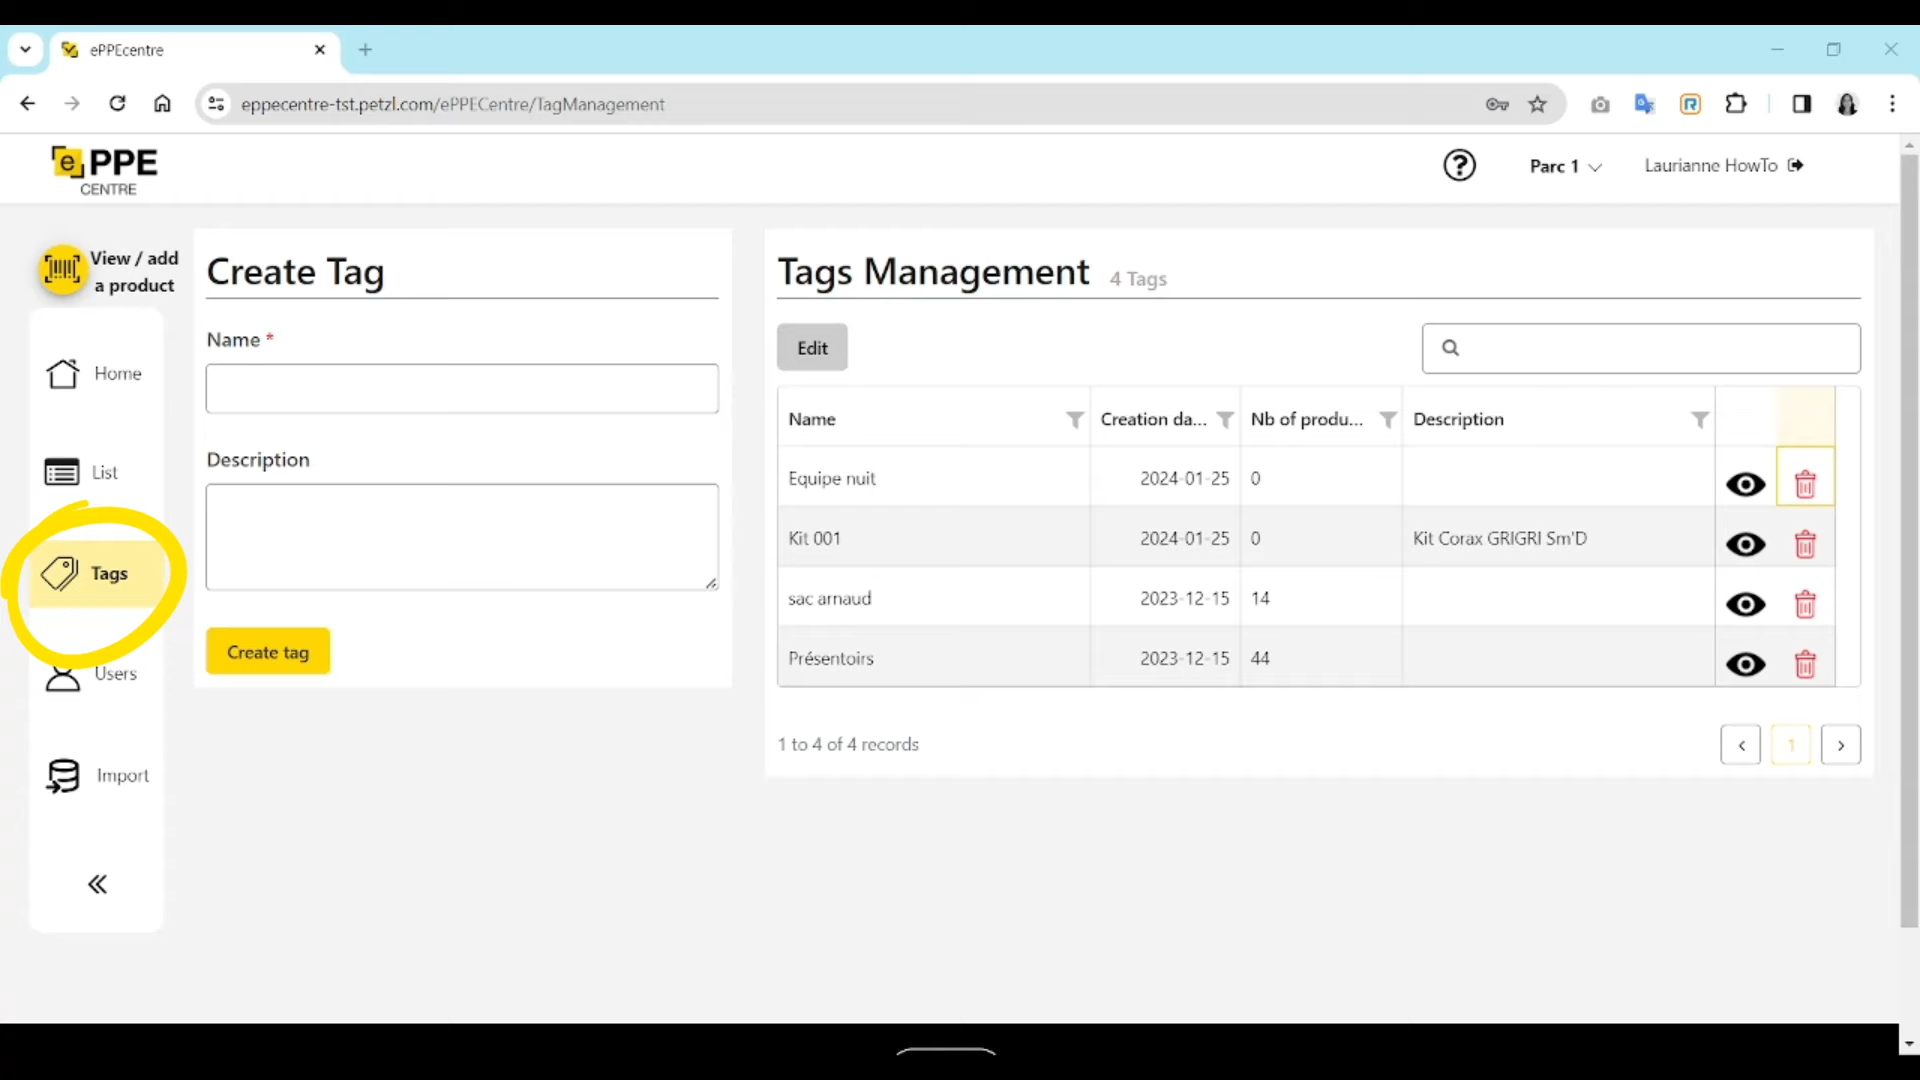 ePPEcentre
eppecentre-tst.petzl.com/ePPECentre/TagManagement
e PPE
CENTRE
Parc 1
Laurianne HowTo
View / add
a product
Home
List
Tags
Users
Import
Create Tag
Name *
Description
Create tag
Tags Management 4 Tags
Edit
Name Creation da... Nb of produ... Description
Equipe nuit 2024-01-25 0
Kit 001 2024-01-25 0 Kit Corax GRIGRI Sm'D
sac arnaud 2023-12-15 14
Présentoirs 2023-12-15 44
1 to 4 of 4 records
1